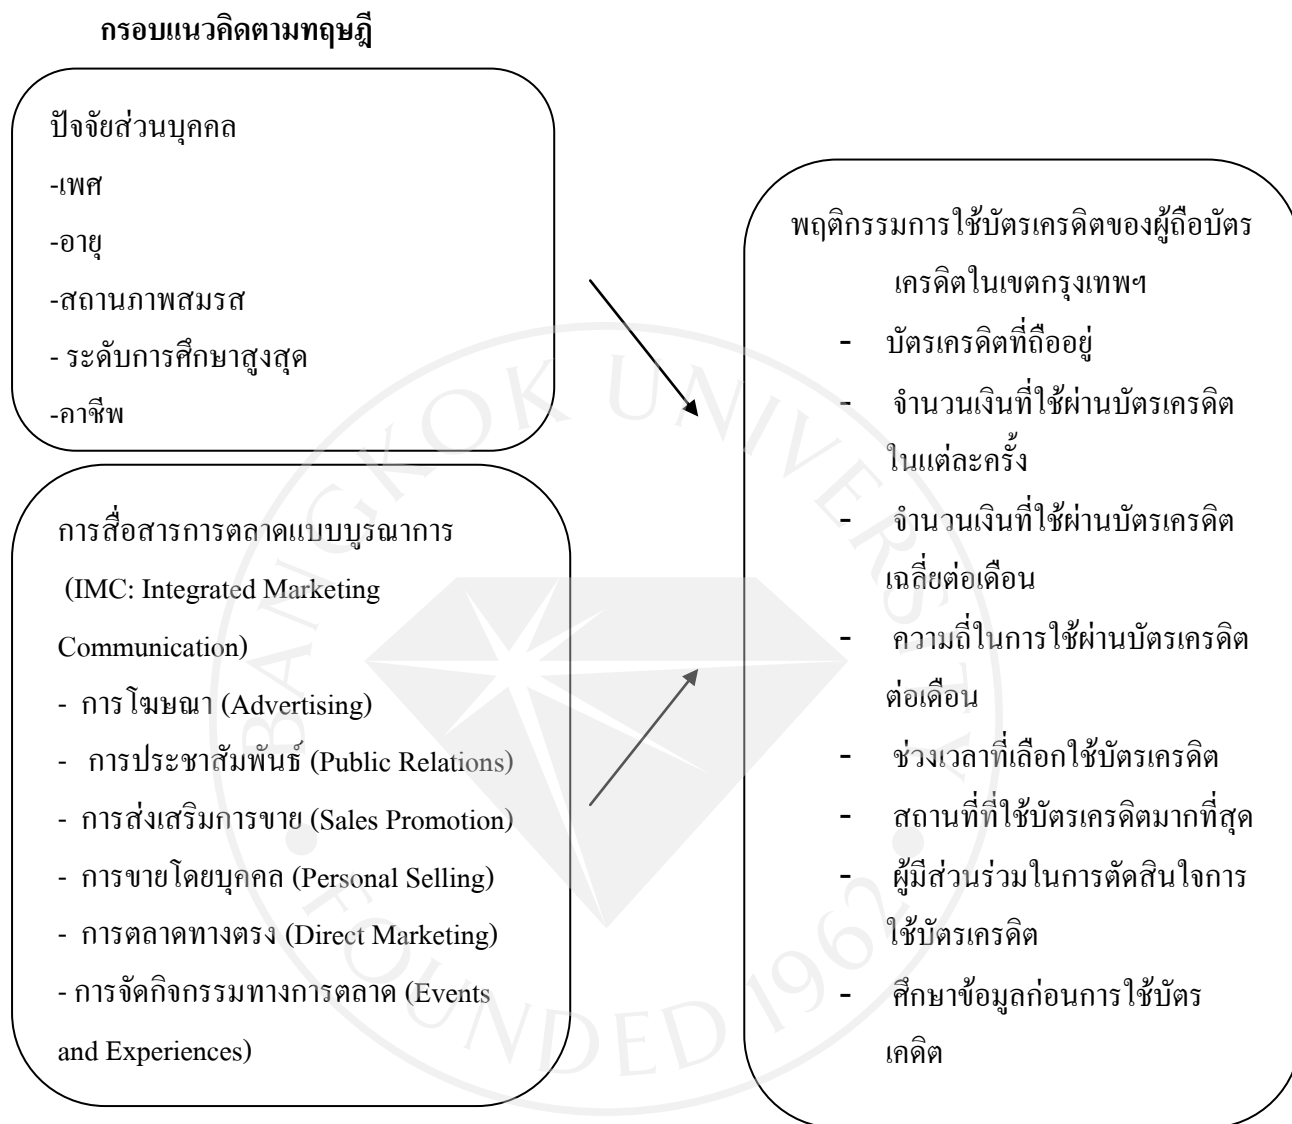 กรอบแนวคิดตามทฤษฎี
ปัจจัยส่วนบุคคล
-เพศ
-อายุ
-สถานภาพสมรส
- ระดับการศึกษาสูงสุด
-อาชีพ
การสื่อสารการตลาดแบบบูรณาการ
(IMC: Integrated Marketing
Communication)
- การโฆษณา (Advertising)
- การประชาสัมพันธ์ (Public Relations)
- การส่งเสริมการขาย (Sales Promotion)
- การขายโดยบุคคล (Personal Selling)
- การตลาดทางตรง (Direct Marketing)
- การจัดกิจกรรมทางการตลาด (Events
and Experiences)
พฤติกรรมการใช้บัตรเครดิตของผู้ถือบัตร
เครดิตในเขตกรุงเทพฯ
- บัตรเครดิตที่ถืออยู่
- จำนวนเงินที่ใช้ผ่านบัตรเครดิต
ในแต่ละครั้ง
- จำนวนเงินที่ใช้ผ่านบัตรเครดิต
เฉลี่ยต่อเดือน
- ความถี่ในการใช้ผ่านบัตรเครดิต
ต่อเดือน
- ช่วงเวลาที่เลือกใช้บัตรเครดิต
- สถานที่ที่ใช้บัตรเครดิตมากที่สุด
- ผู้มีส่วนร่วมในการตัดสินใจการ
ใช้บัตรเครดิต
- ศึกษาข้อมูลก่อนการใช้บัตร
เคดิต
BANGKOK UNIVERSITY
FOUNDED 1962